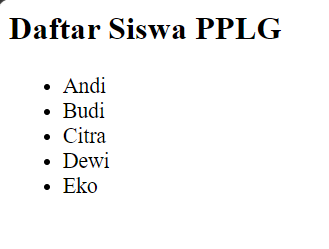 Daftar Siswa PPLG
• Andi
• Budi
• Citra
• Dewi
• Eko